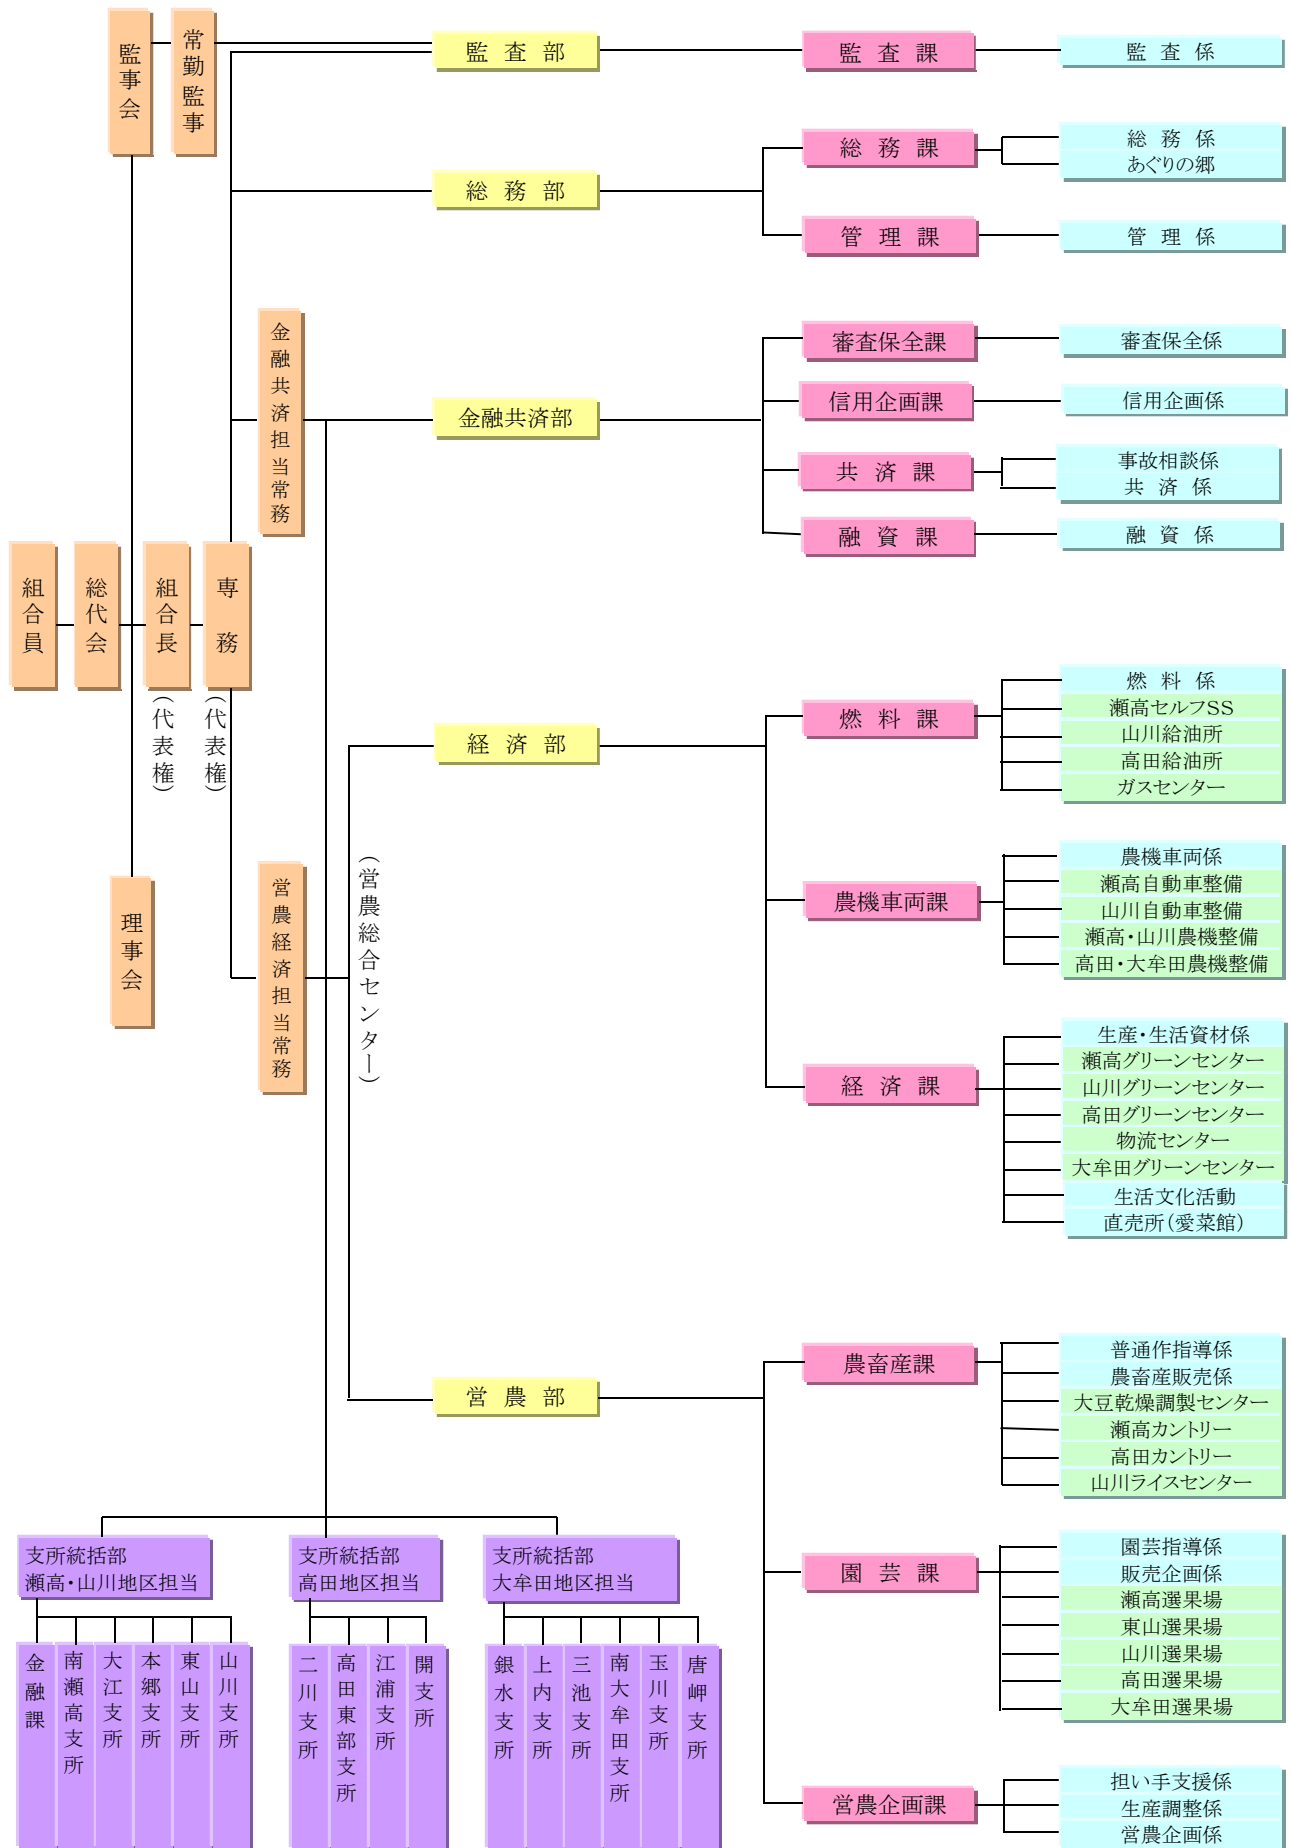 監事会
常勤監事
監 査 部
監 査 課
監 査 係
総 務 部
総 務 課
総 務 係
あぐりの郷
管 理 課
管 理 係
金融共済担当常務
金融共済部
審査保全課
審査保全係
信用企画課
信用企画係
共 済 課
事故相談係
共 済 係
融 資 課
融 資 係
組合員
総代会
組合長
(代表権)
専 務
(代表権)
理事会
営農経済担当常務
(営農総合センター)
経 済 部
燃 料 課
燃 料 係
瀬高セルフSS
山川給油所
高田給油所
ガスセンター
農機車両課
農機車両係
瀬高自動車整備
山川自動車整備
瀬高・山川農機整備
高田・大牟田農機整備
経 済 課
生産・生活資材係
瀬高グリーンセンター
山川グリーンセンター
高田グリーンセンター
物流センター
大牟田グリーンセンター
生活文化活動
直売所(愛菜館)
営 農 部
農畜産課
普通作指導係
農畜産販売係
大豆乾燥調製センター
瀬高カントリー
高田カントリー
山川ライスセンター
園 芸 課
園芸指導係
販売企画係
瀬高選果場
東山選果場
山川選果場
高田選果場
大牟田選果場
営農企画課
担い手支援係
生産調整係
営農企画係
支所統括部
瀬高・山川地区担当
金融課
南瀬高支所
大江支所
本郷支所
東山支所
山川支所
支所統括部
高田地区担当
二川支所
高田東部支所
江浦支所
開支所
支所統括部
大牟田地区担当
銀水支所
上内支所
三池支所
南大牟田支所
玉川支所
唐岬支所